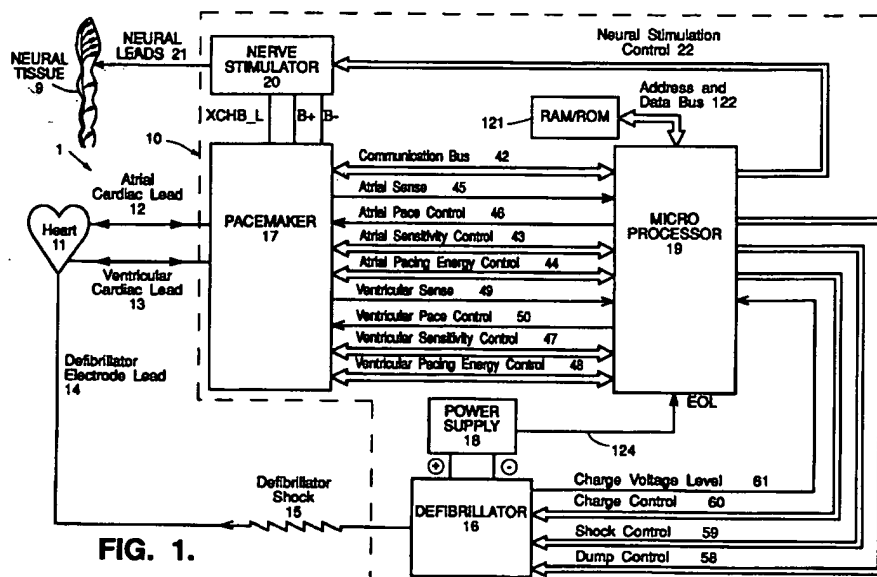 NEURAL
TISSUE
9
NEURAL
LEADS 21
NERVE
STIMULATOR
20
Neural Stimulation
Control 22
XCHB_L
B+
B-
121
RAM/ROM
Address and
Data Bus 122
10
1
Atrial
Cardiac Lead
12
Heart
11
Ventricular
Cardiac Lead
13
PACEMAKER
17
Communication Bus 42
Atrial Sense 45
Atrial Pace Control 46
Atrial Sensitivity Control 43
Atrial Pacing Energy Control 44
Ventricular Sense 49
Ventricular Pace Control 50
Ventricular Sensitivity Control 47
Ventricular Pacing Energy Control 48
MICRO
PROCESSOR
19
EOL
Defibrillator
Electrode Lead
14
POWER
SUPPLY
18
124
+
-
Defibrillator
Shock
15
DEFIBRILLATOR
16
Charge Voltage Level 61
Charge Control 60
Shock Control 59
Dump Control 58
FIG. 1.